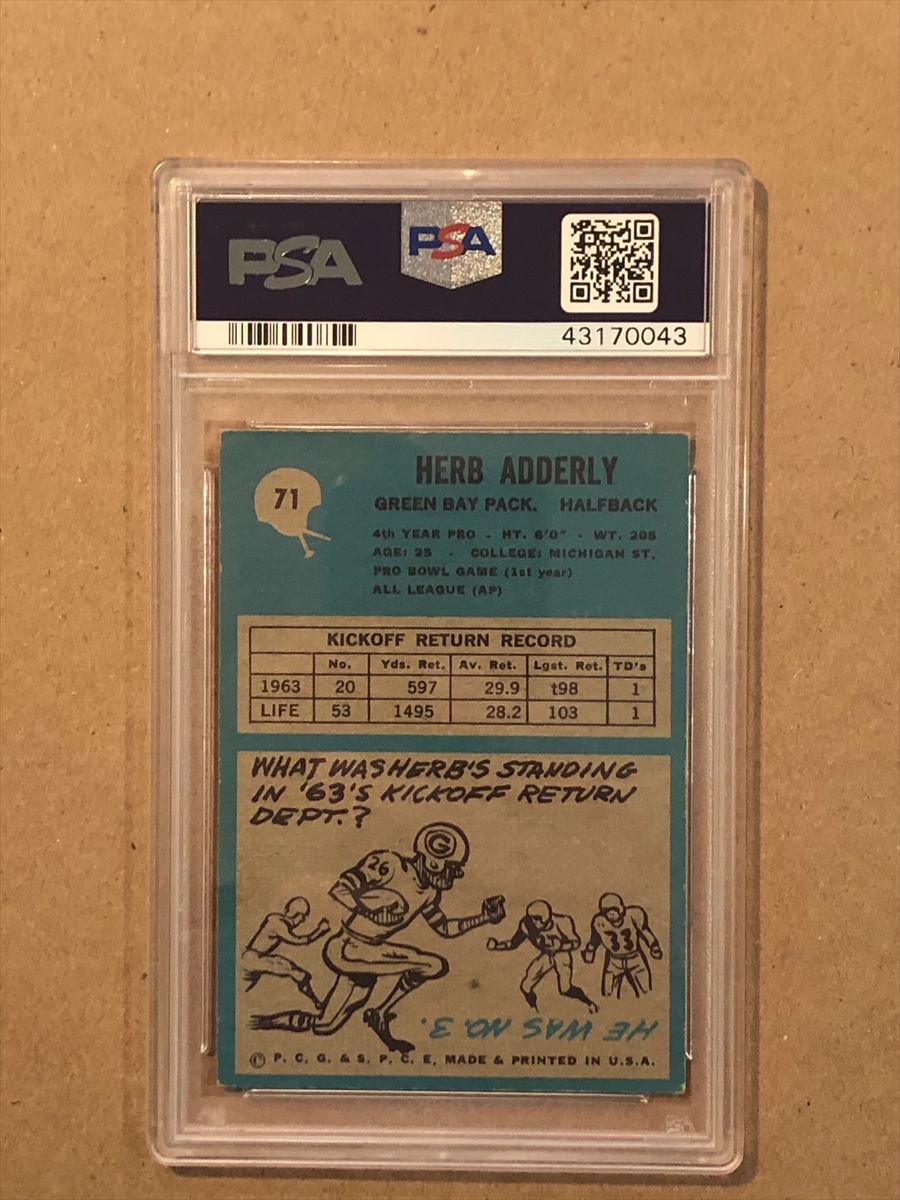 PSA PSA
43170043
71
HERB ADDERLY
GREEN BAY PACK. HALFBACK
4th YEAR PRO - HT. 6'0" - WT. 205
AGE: 25 - COLLEGE: MICHIGAN ST.
PRO BOWL GAME (1st year)
ALL LEAGUE (AP)
KICKOFF RETURN RECORD
No. Yds. Ret. Av. Ret. Lgst. Ret. TD's
1963 20 597 29.9 t98 1
LIFE 53 1495 28.2 103 1
WHAT WAS HERB'S STANDING
IN '63'S KICKOFF RETURN
DEPT.?
G
26
33
HE WAS NO. 3.
© P. C. G. & S. P. C. E. MADE & PRINTED IN U.S.A.